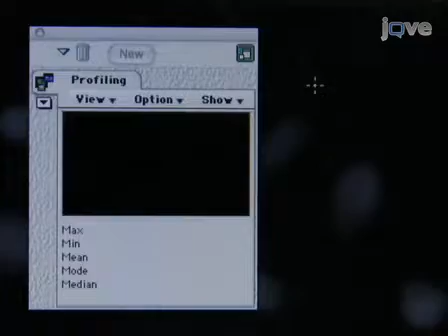 jove
New
Profiling
View Option Show
Max
Min
Mean
Mode
Median